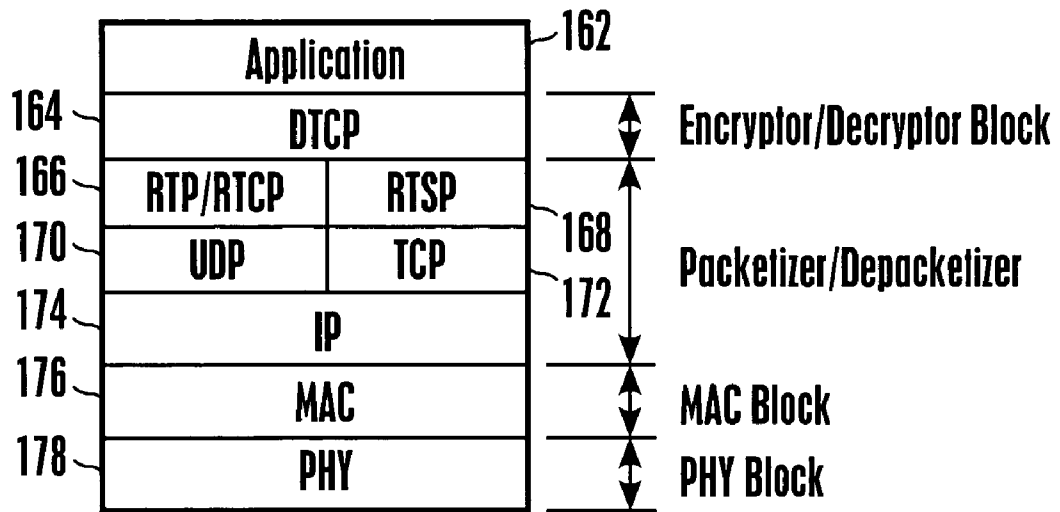 Application
162
164
DTCP
Encryptor/Decryptor Block
166
RTP/RTCP
RTSP
168
170
UDP
TCP
172
Packetizer/Depacketizer
174
IP
176
MAC
MAC Block
178
PHY
PHY Block